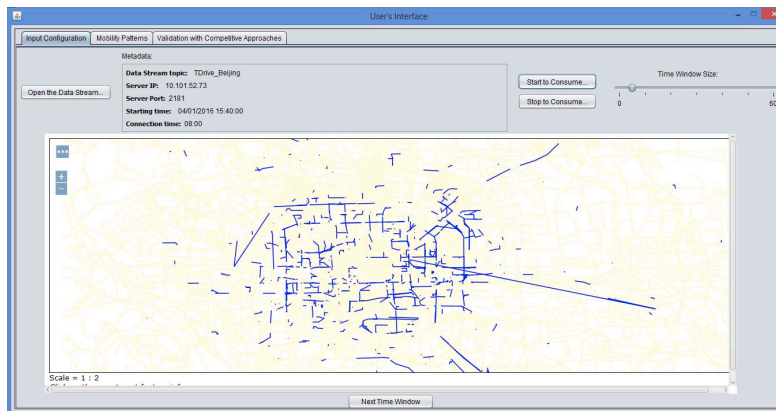 User's Interface
Input Configuration Mobility Patterns Validation with Competitive Approaches
Metadata:
Open the Data Stream...
Data Stream topic: TDrive_Beijing
Server IP: 10.101.52.73
Server Port: 2181
Starting time: 04/01/2016 15:40:00
Connection time: 08:00
Start to Consume...
Stop to Consume...
Time Window Size:
0 60
Scale = 1 : 2
Next Time Window